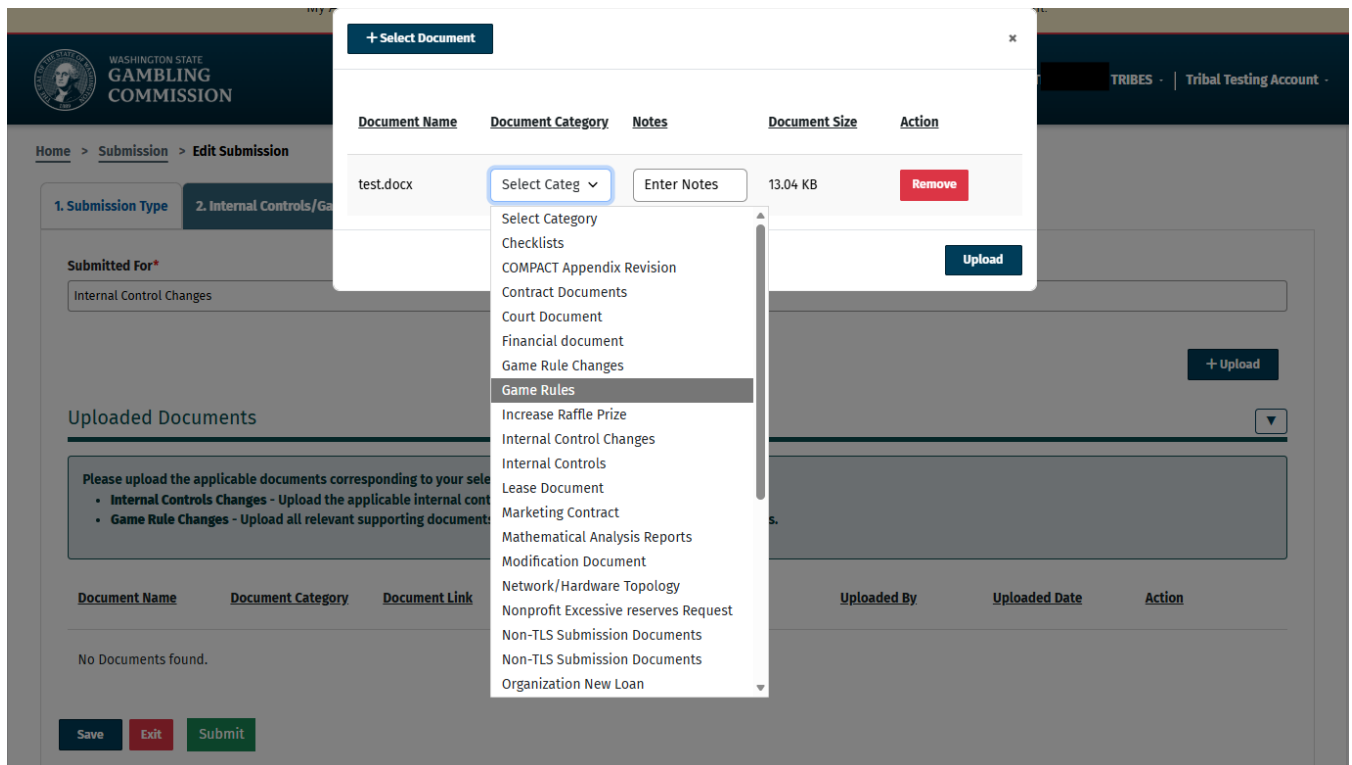 + Select Document
×
WASHINGTON STATE
GAMBLING
COMMISSION
TRIBES
Tribal Testing Account
Document Name Document Category Notes Document Size Action
Home > Submission > Edit Submission
test.docx Select Categ Enter Notes 13.04 KB Remove
1. Submission Type
2. Internal Controls/Ga
Select Category
Checklists
COMPACT Appendix Revision
Contract Documents
Court Document
Financial document
Game Rule Changes
Game Rules
Increase Raffle Prize
Internal Control Changes
Internal Controls
Lease Document
Marketing Contract
Mathematical Analysis Reports
Modification Document
Network/Hardware Topology
Nonprofit Excessive reserves Request
Non-TLS Submission Documents
Non-TLS Submission Documents
Organization New Loan
Upload
Submitted For*
Internal Control Changes
+ Upload
Uploaded Documents
Please upload the applicable documents corresponding to your sele
• Internal Controls Changes - Upload the applicable internal cont
• Game Rule Changes - Upload all relevant supporting document s.
Document Name Document Category Document Link Uploaded By Uploaded Date Action
No Documents found.
Save Exit Submit